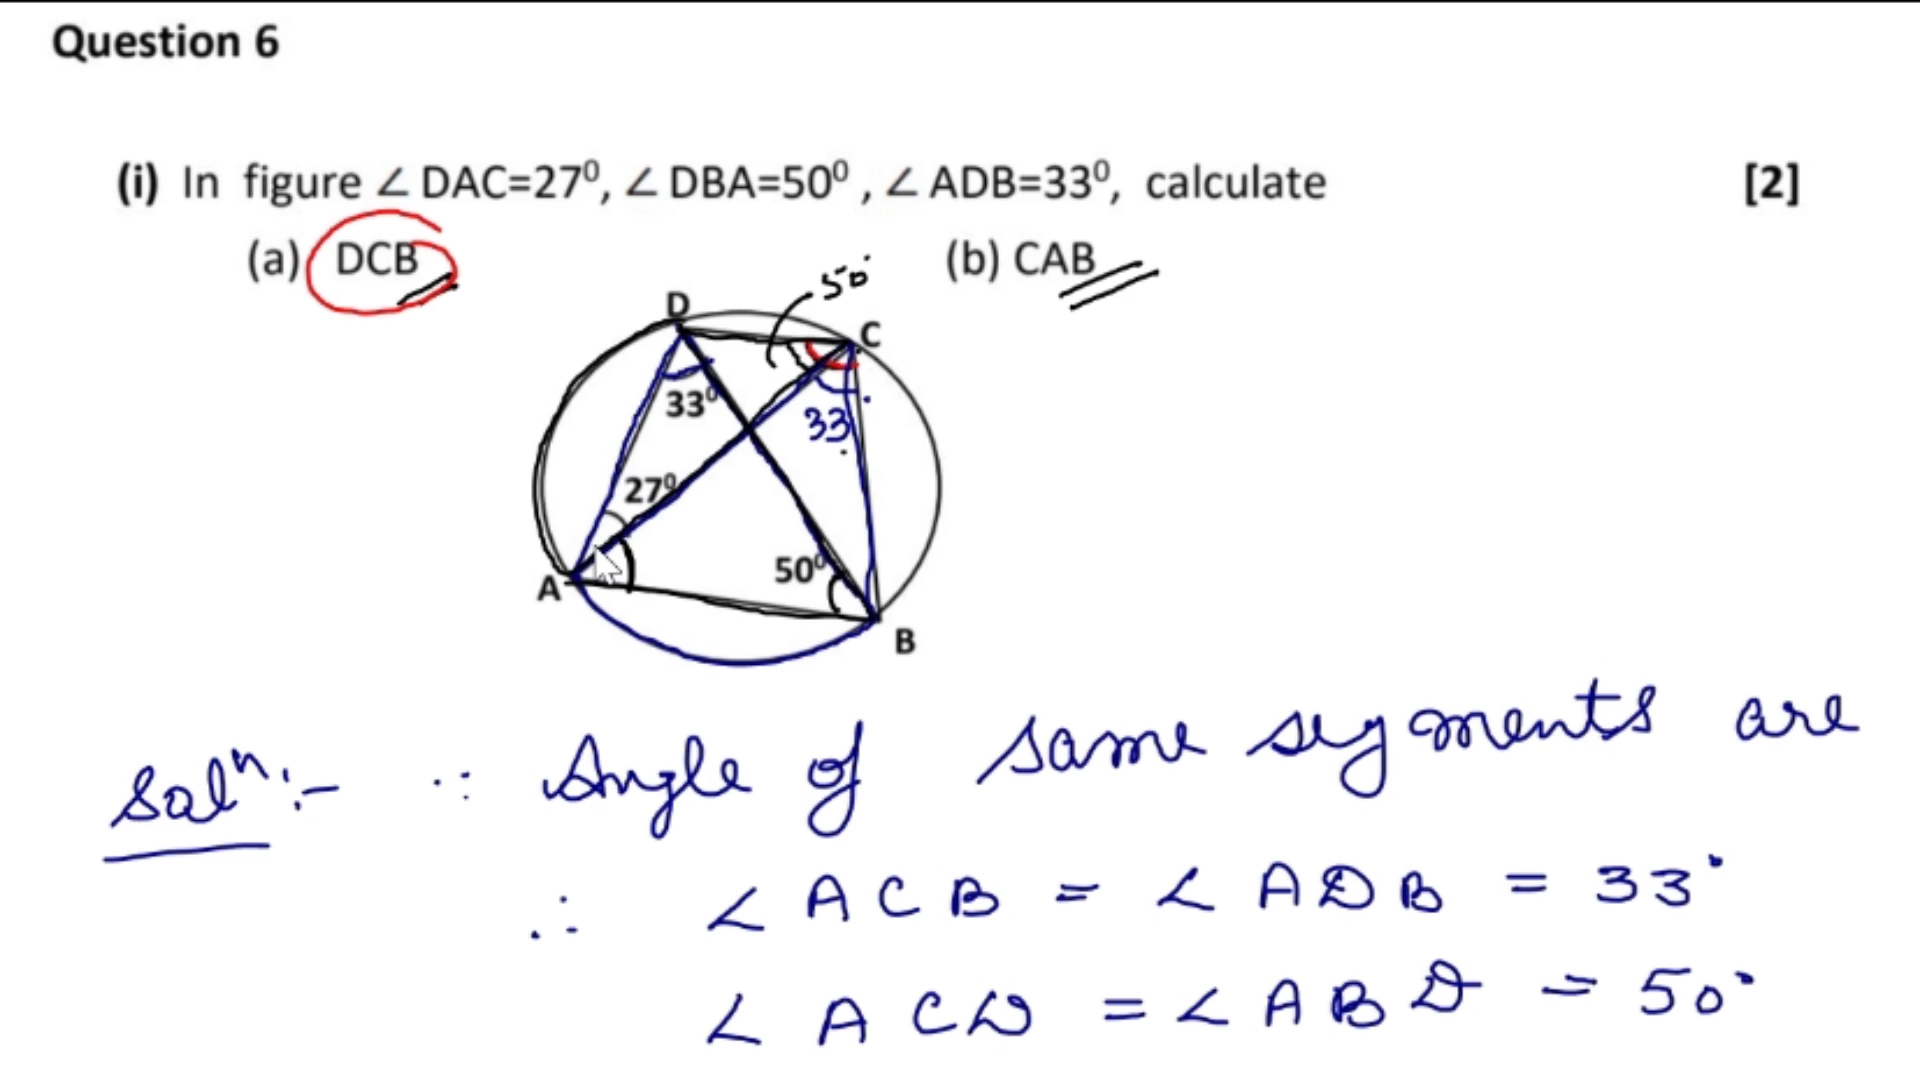 Question 6
(i) In figure ∠ DAC=27⁰, ∠ DBA=50⁰ , ∠ ADB=33⁰, calculate [2]
(a) DCB (b) CAB
50°
D
C
33⁰
33
27⁰
50⁰
A
B
Solⁿ:- ∵ Angle of same segments are
∴ ∠ ACB = ∠ ADB = 33°
∠ ACD = ∠ ABD = 50°